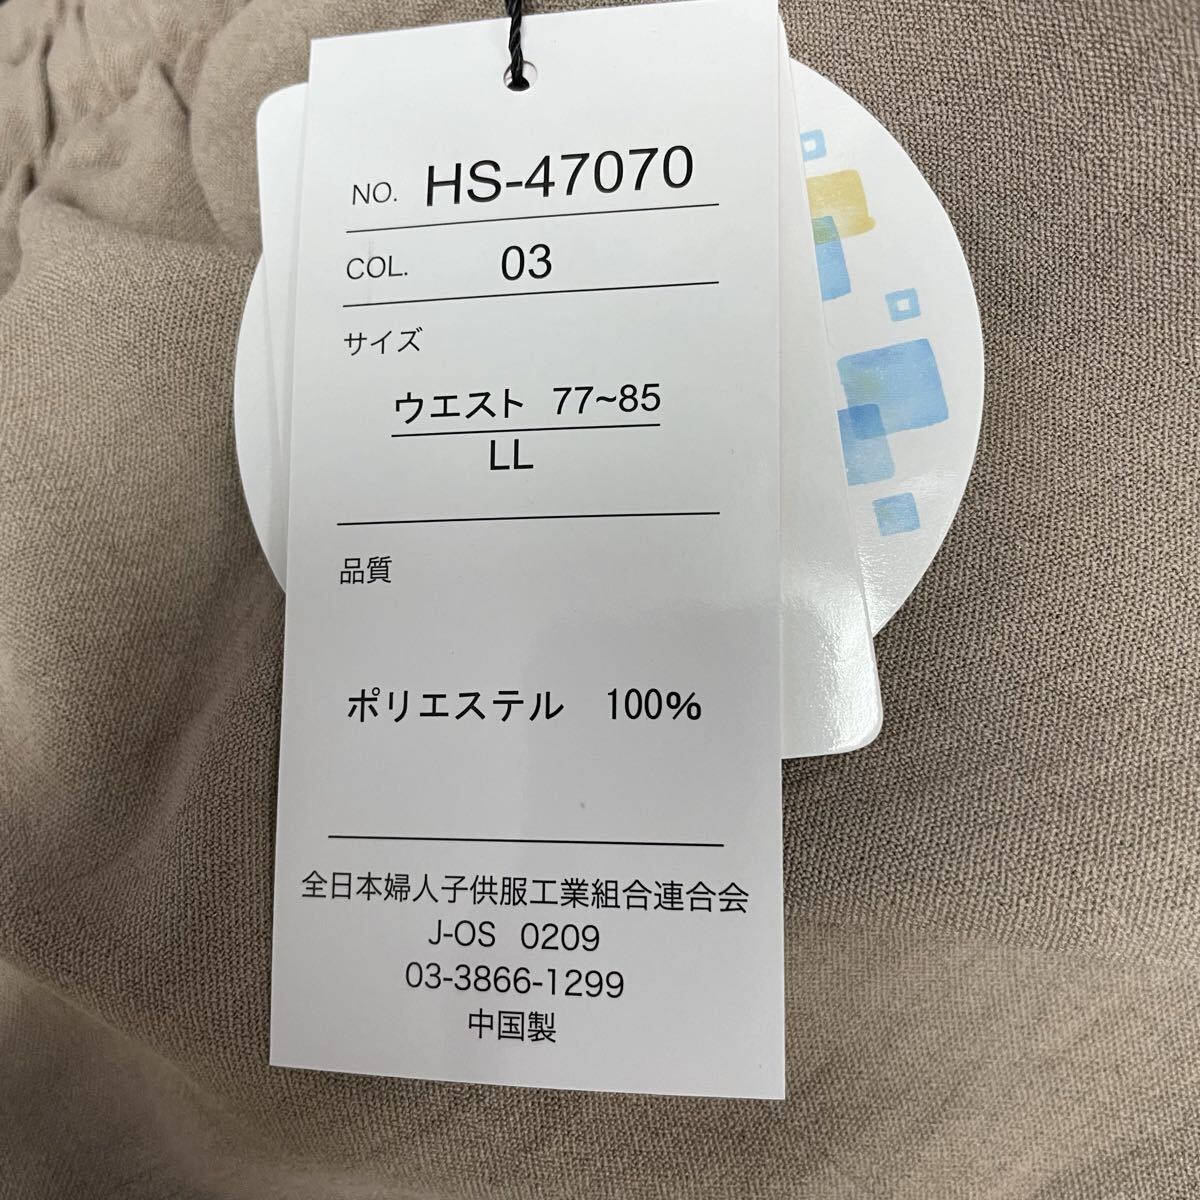 NO. HS-47070
COL. 03
サイズ
ウエスト 77~85
LL
品質
ポリエステル 100%
全日本婦人子供服工業組合連合会
J-OS 0209
03-3866-1299
中国製